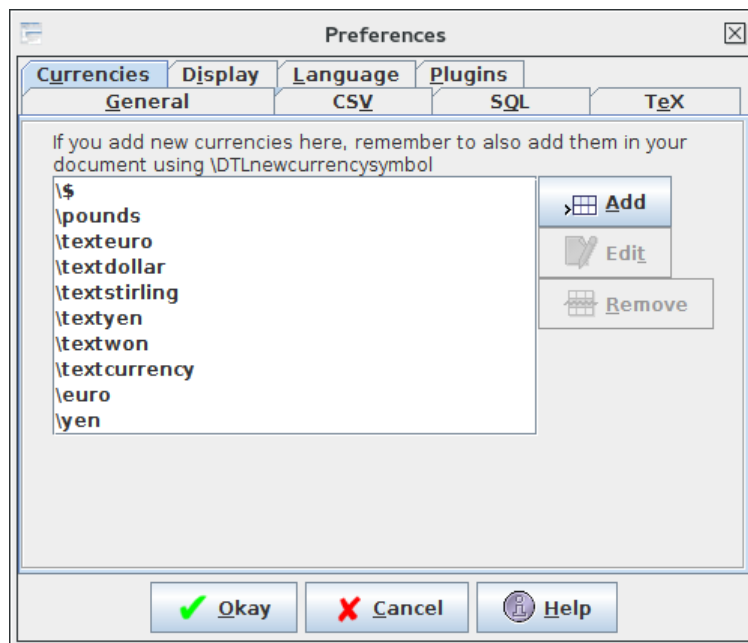 Preferences
Currencies Display Language Plugins
General CSV SQL TeX
If you add new currencies here, remember to also add them in your
document using \DTLnewcurrencysymbol
\$
\pounds
\texteuro
\textdollar
\textstirling
\textyen
\textwon
\textcurrency
\euro
\yen
Add
Edit
Remove
Okay Cancel Help